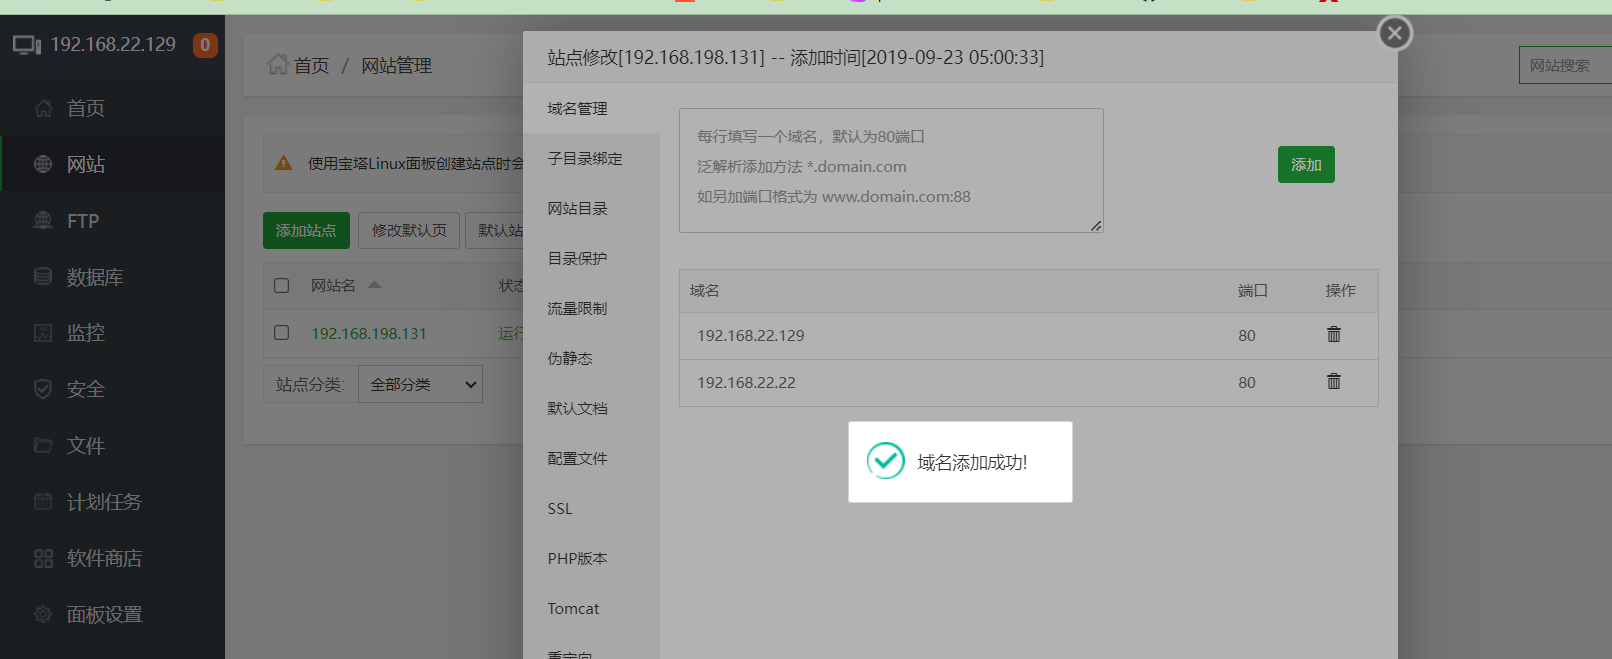 192.168.22.129
0
首页
网站
FTP
数据库
监控
安全
文件
计划任务
软件商店
面板设置
首页 / 网站管理
网站搜索
使用宝塔Linux面板创建站点时会
添加站点
修改默认页
默认站
网站名
状态
192.168.198.131
运行
站点分类:
全部分类
站点修改[192.168.198.131] -- 添加时间[2019-09-23 05:00:33]
域名管理
子目录绑定
网站目录
目录保护
流量限制
伪静态
默认文档
配置文件
SSL
PHP版本
Tomcat
重定向
每行填写一个域名，默认为80端口
泛解析添加方法 *.domain.com
如另加端口格式为 www.domain.com:88
添加
域名 端口 操作
192.168.22.129 80
192.168.22.22 80
域名添加成功!